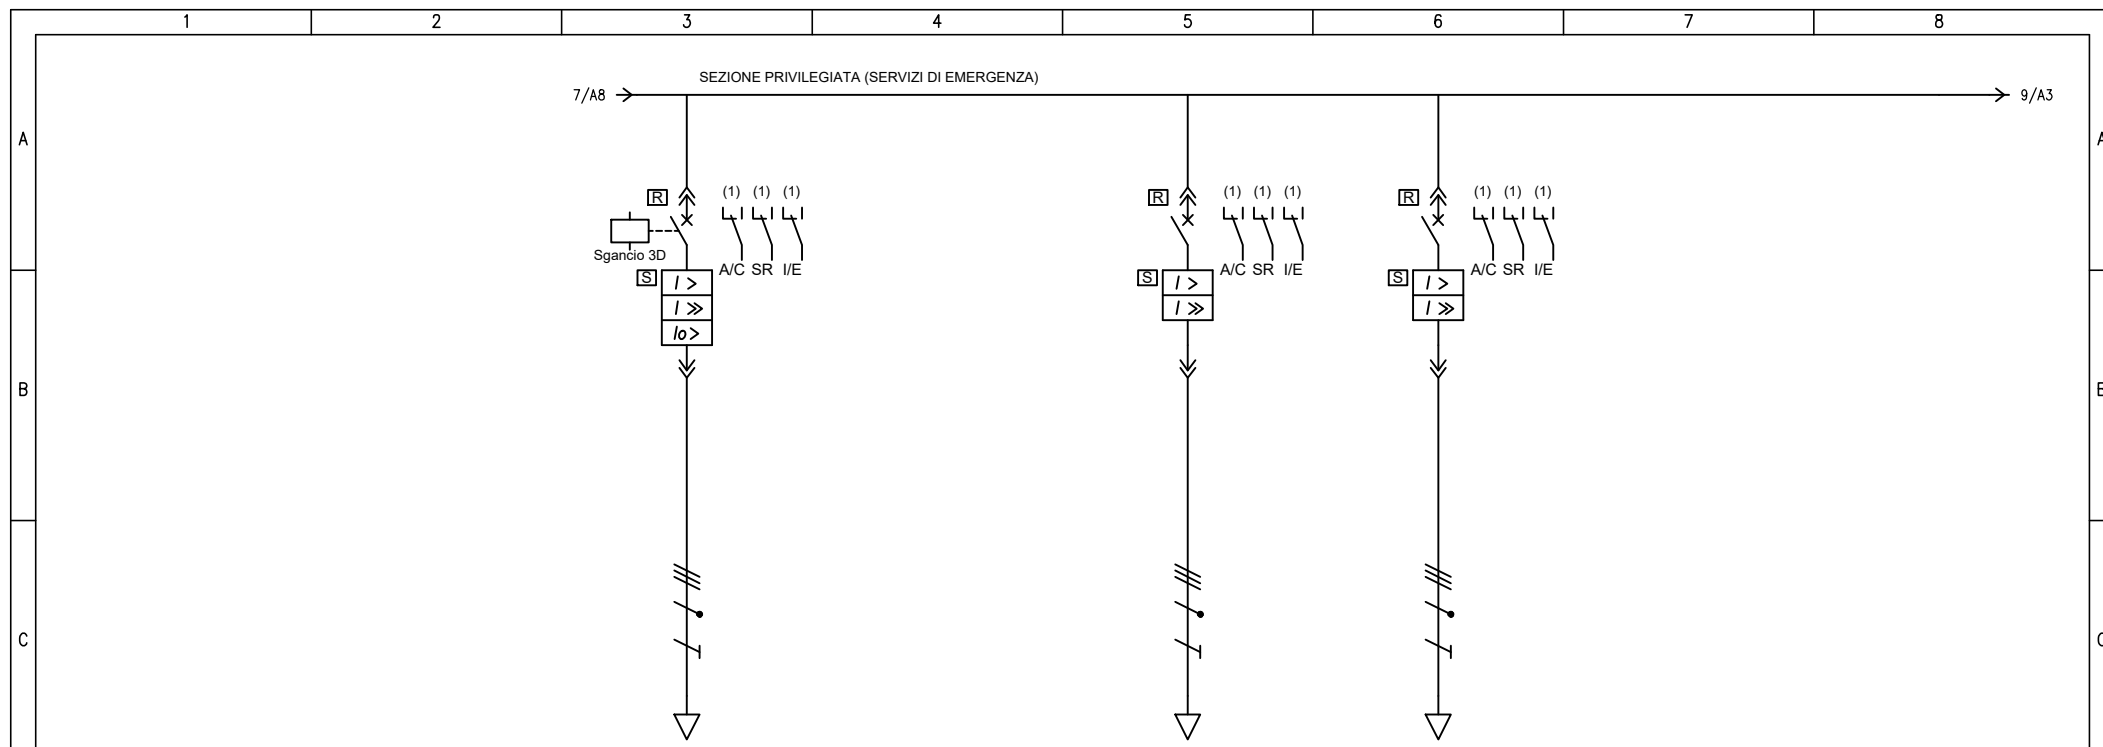 1 2 3 4 5 6 7 8
SEZIONE PRIVILEGIATA (SERVIZI DI EMERGENZA)
7/A8 9/A3
A A
R (1) (1) (1) R (1) (1) (1) R (1) (1) (1)
Sgancio 3D
A/C SR I/E A/C SR I/E A/C SR I/E
S I > S I > S I >
I >> I >> I >>
Io >
B B
C C